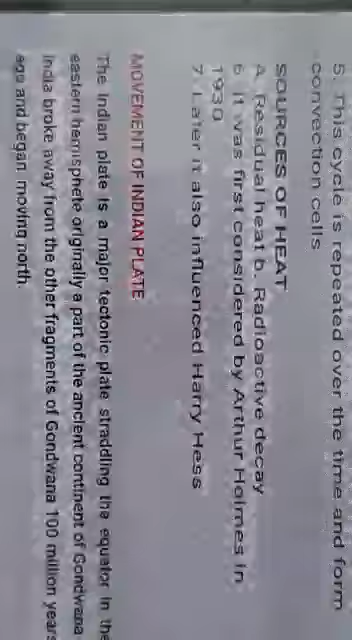 5. This cycle is repeated over the time and form
convection cells
SOURCES OF HEAT
A. Residual heat b. Radioactive decay
6. It was first considered by Arthur Holmes in
1930
7. Later it also influenced Harry Hess
MOVEMENT OF INDIAN PLATE
The Indian plate is a major tectonic plate straddling the equator in the
eastern hemisphete originally a part of the ancient continent of Gondwana
India broke away from the other fragments of Gondwana 100 million years
ago and began moving north.